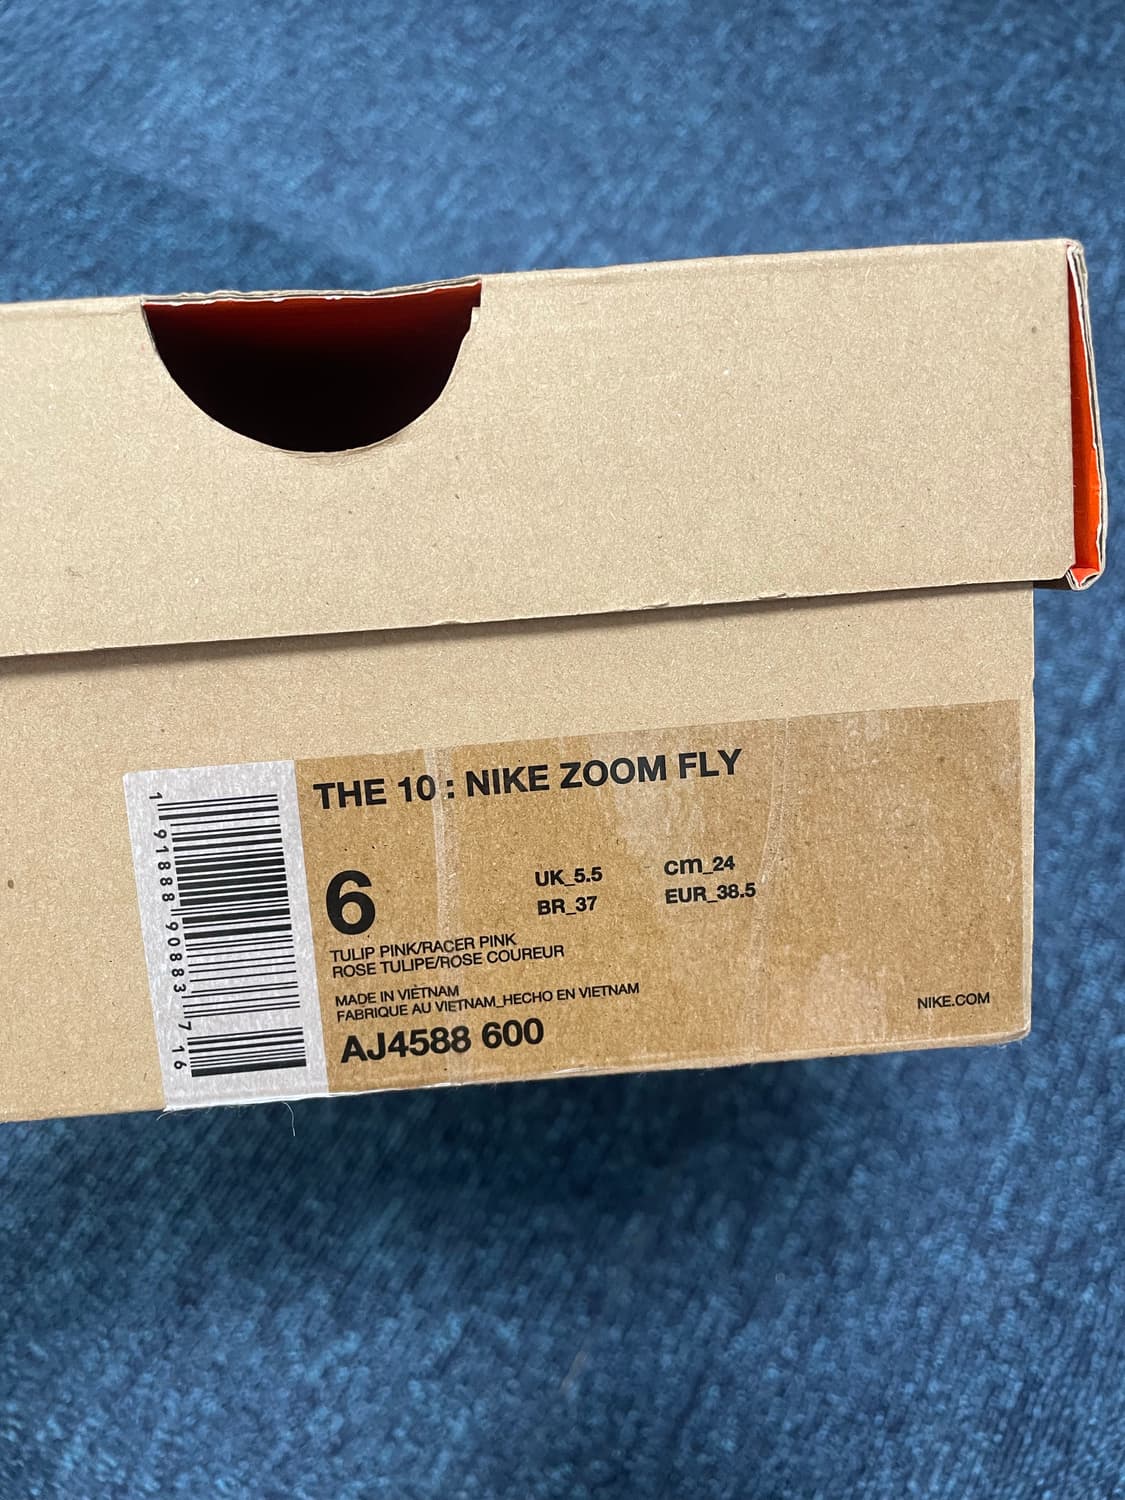 THE 10 : NIKE ZOOM FLY
6
UK_5.5
cm_24
BR_37
EUR_38.5
TULIP PINK/RACER PINK
ROSE TULIPE/ROSE COUREUR
MADE IN VIETNAM
FABRIQUE AU VIETNAM_HECHO EN VIETNAM
NIKE.COM
AJ4588 600
1 91888 90883 7 16